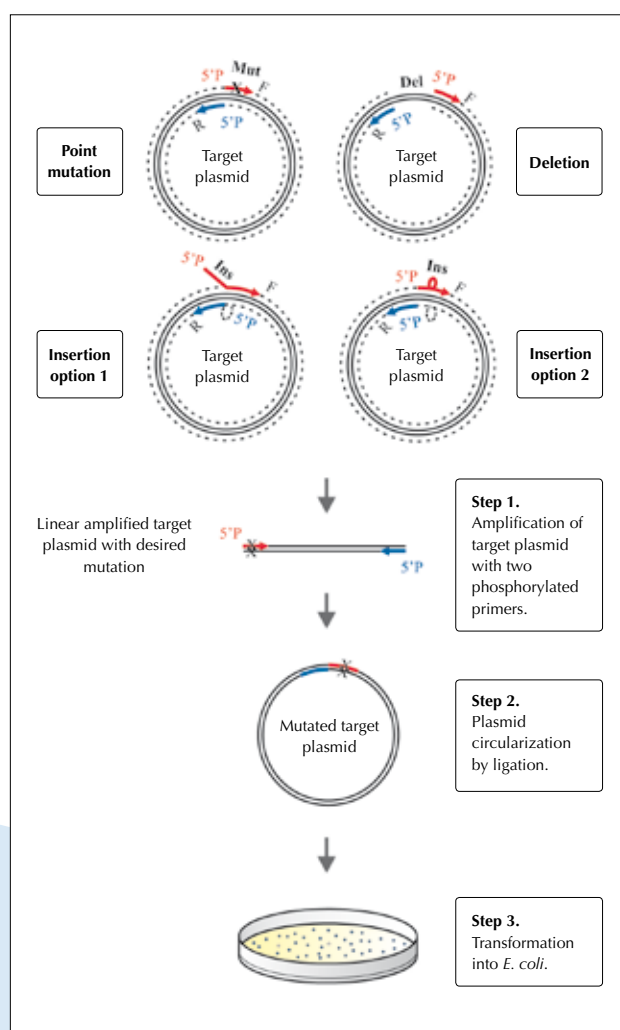 Mut
5'P
F
R
5'P
Target
plasmid
Point
mutation
Del
5'P
F
R
5'P
Target
plasmid
Deletion
5'P
Ins
F
R
5'P
Target
plasmid
Insertion
option 1
Ins
5'P
F
R
5'P
Target
plasmid
Insertion
option 2
Linear amplified target
plasmid with desired
mutation
5'P
X
5'P
Step 1.
Amplification of
target plasmid
with two
phosphorylated
primers.
X
Mutated target
plasmid
Step 2.
Plasmid
circularization
by ligation.
Step 3.
Transformation
into E. coli.